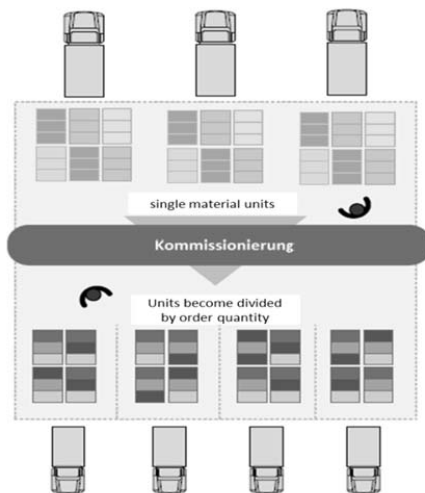 single material units
Kommissionierung
Units become divided
by order quantity